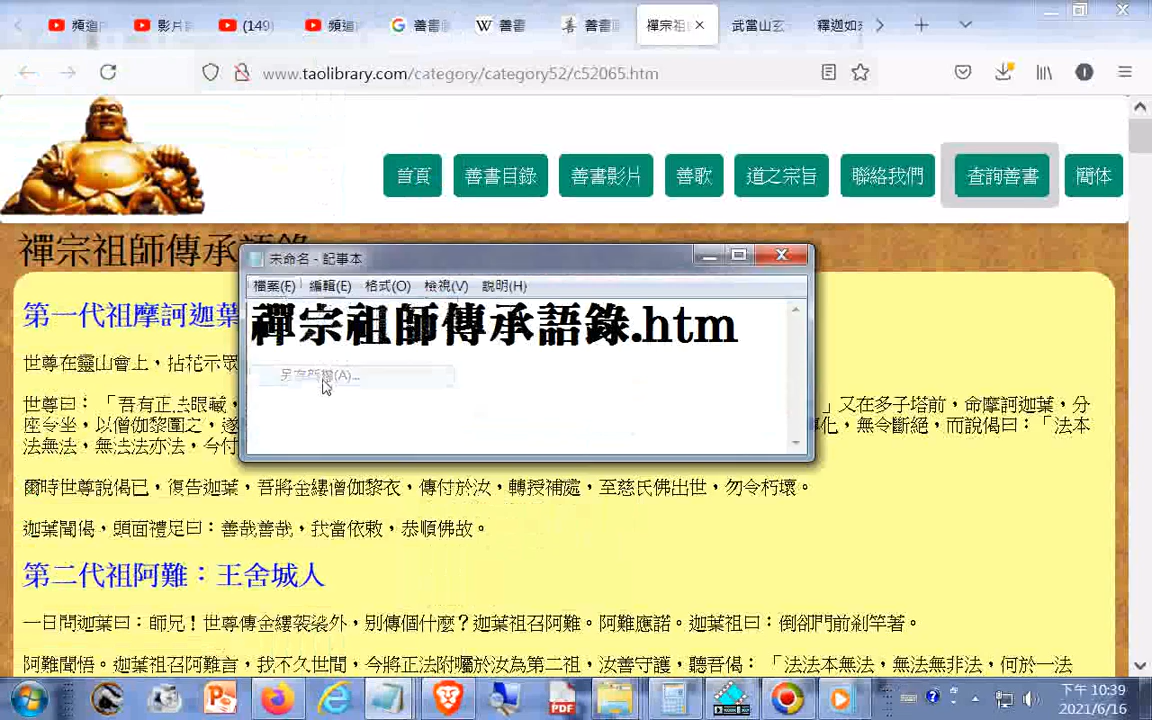 頻道
影片
(149)
頻道
善書
善書
善書
禪宗祖
武當山玄
釋迦如來
www.taolibrary.com/category/category52/c52065.htm
首頁
善書目錄
善書影片
善歌
道之宗旨
聯絡我們
查詢善書
簡体
禪宗祖師傳承語錄
未命名 - 記事本
檔案(F) 編輯(E) 格式(O) 檢視(V) 說明(H)
第一代祖摩訶迦葉
禪宗祖師傳承語錄.htm
世尊在靈山會上，拈花示眾
另存新檔(A)...
世尊曰：「吾有正法眼藏，
」又在多子塔前，命摩訶迦葉，分
座令坐，以僧伽黎圍之，遂
化，無令斷絕，而說偈曰：「法本
法無法，無法法亦法，今付
爾時世尊說偈已，復告迦葉，吾將金縷僧伽黎衣，傳付於汝，轉授補處，至慈氏佛出世，勿令朽壞。
迦葉聞偈，頭面禮足曰：善哉善哉，我當依敕，恭順佛故。
第二代祖阿難：王舍城人
一日問迦葉曰：師兄！世尊傳金縷袈裟外，別傳個什麼？迦葉祖召阿難。阿難應諾。迦葉祖曰：倒卻門前剎竿著。
阿難聞悟。迦葉祖召阿難言，我不久世間，今將正法附囑於汝為第二祖，汝善守護，聽吾偈：「法法本無法，無法無非法，何於一法
下午 10:39
2021/6/16